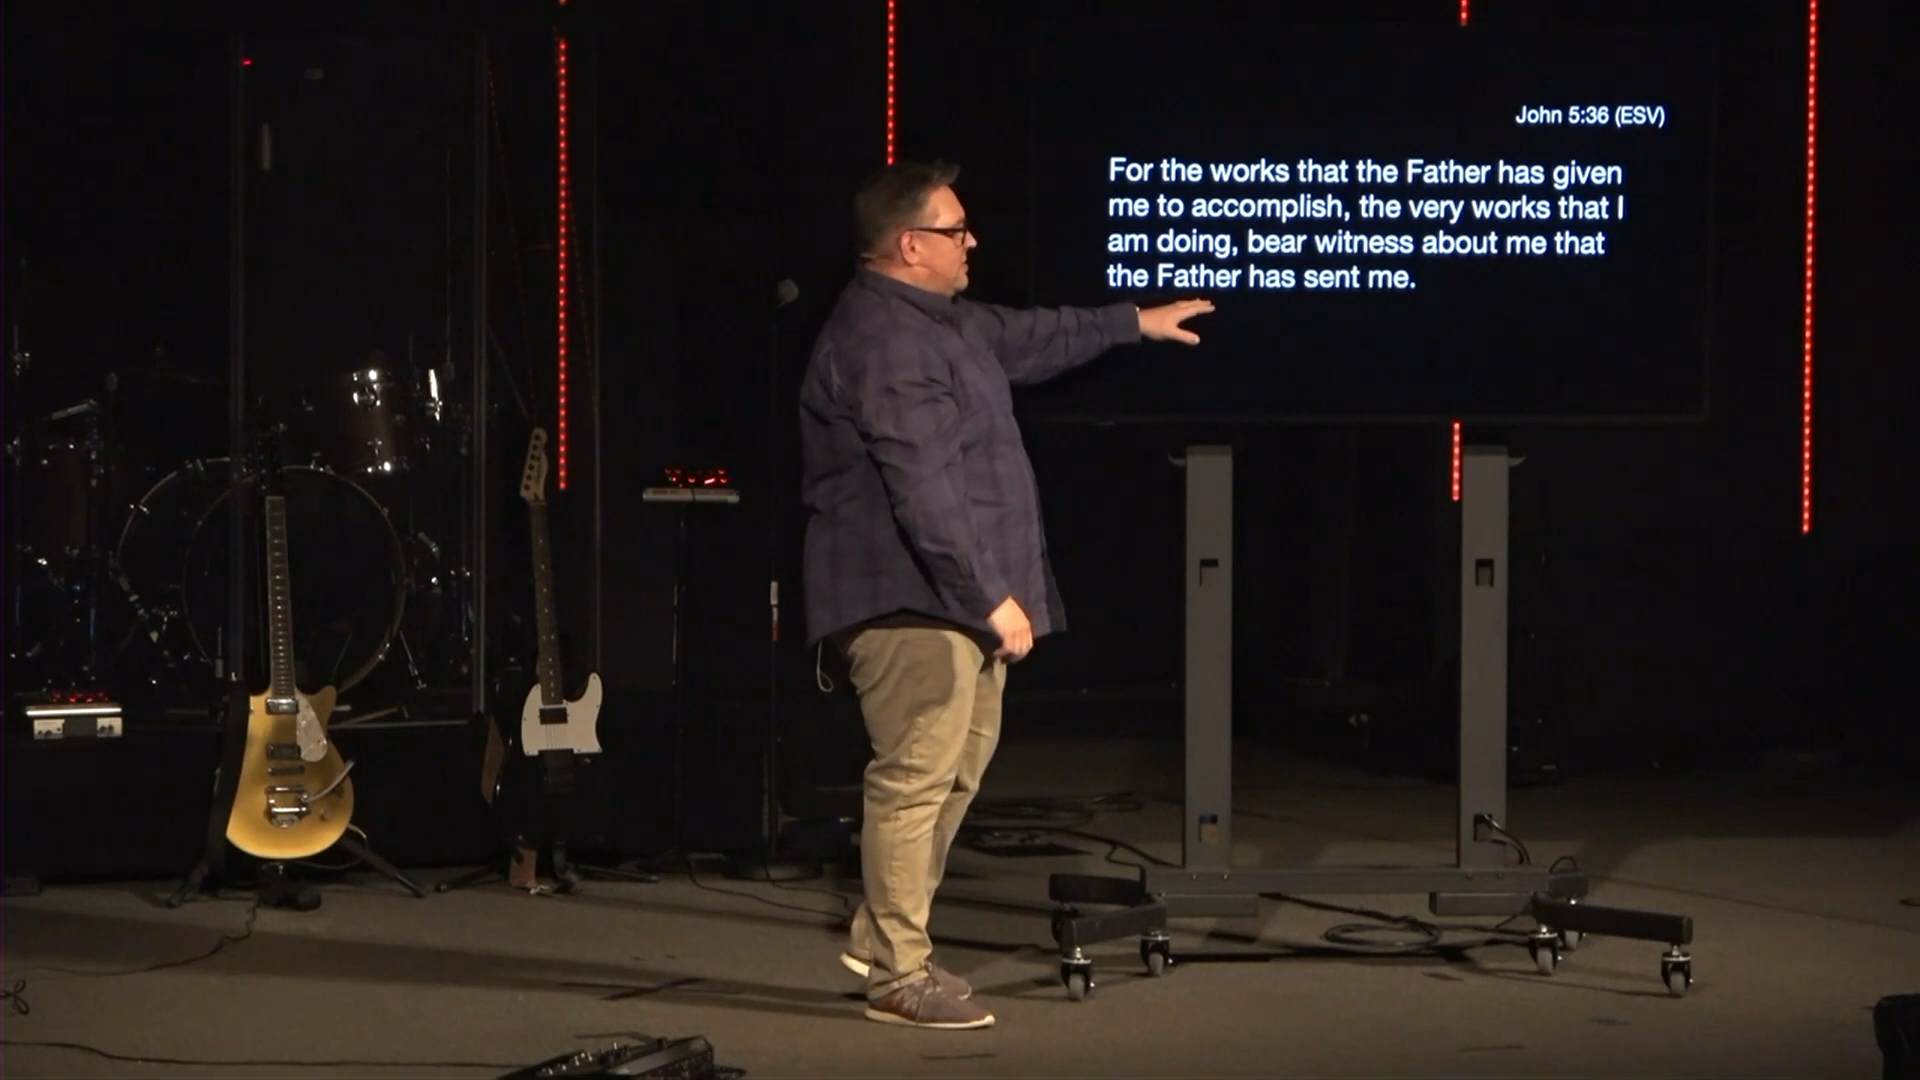 John 5:36 (ESV)
For the works that the Father has given
me to accomplish, the very works that I
am doing, bear witness about me that
the Father has sent me.